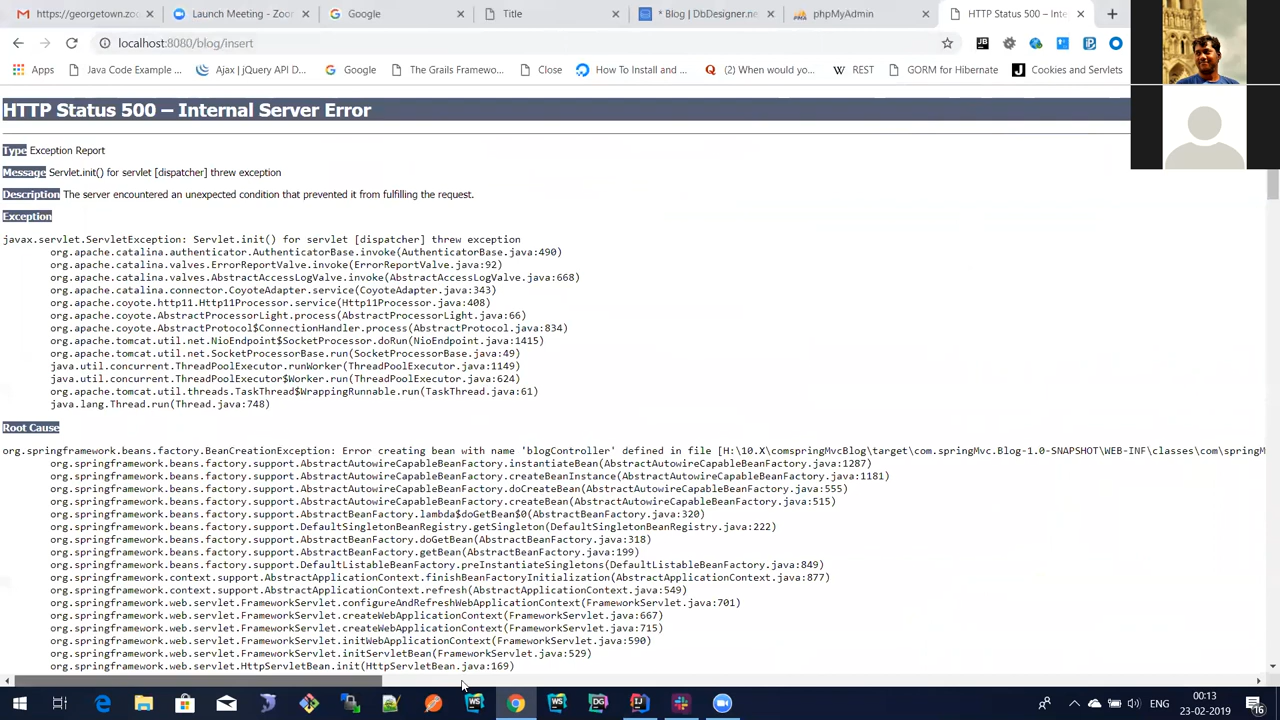 https://georgetown.zoo
Launch Meeting - Zoo
Google
Title
* Blog | DbDesigner.ne
phpMyAdmin
HTTP Status 500 – Inte
localhost:8080/blog/insert
Apps
Java Code Example ...
Ajax | jQuery API D...
Google
The Grails Framewo...
Close
How To Install and ...
(2) When would yo...
REST
GORM for Hibernate
Cookies and Servlets
HTTP Status 500 – Internal Server Error
Type Exception Report
Message Servlet.init() for servlet [dispatcher] threw exception
Description The server encountered an unexpected condition that prevented it from fulfilling the request.
Exception
javax.servlet.ServletException: Servlet.init() for servlet [dispatcher] threw exception
org.apache.catalina.authenticator.AuthenticatorBase.invoke(AuthenticatorBase.java:490)
org.apache.catalina.valves.ErrorReportValve.invoke(ErrorReportValve.java:92)
org.apache.catalina.valves.AbstractAccessLogValve.invoke(AbstractAccessLogValve.java:668)
org.apache.catalina.connector.CoyoteAdapter.service(CoyoteAdapter.java:343)
org.apache.coyote.http11.Http11Processor.service(Http11Processor.java:408)
org.apache.coyote.AbstractProcessorLight.process(AbstractProcessorLight.java:66)
org.apache.coyote.AbstractProtocol$ConnectionHandler.process(AbstractProtocol.java:834)
org.apache.tomcat.util.net.NioEndpoint$SocketProcessor.doRun(NioEndpoint.java:1415)
org.apache.tomcat.util.net.SocketProcessorBase.run(SocketProcessorBase.java:49)
java.util.concurrent.ThreadPoolExecutor.runWorker(ThreadPoolExecutor.java:1149)
java.util.concurrent.ThreadPoolExecutor$Worker.run(ThreadPoolExecutor.java:624)
org.apache.tomcat.util.threads.TaskThread$WrappingRunnable.run(TaskThread.java:61)
java.lang.Thread.run(Thread.java:748)
Root Cause
org.springframework.beans.factory.BeanCreationException: Error creating bean with name 'blogController' defined in file [H:\10.X\comspringMvcBlog\target\com.springMvc.Blog-1.0-SNAPSHOT\WEB-INF\classes\com\springM
org.springframework.beans.factory.support.AbstractAutowireCapableBeanFactory.instantiateBean(AbstractAutowireCapableBeanFactory.java:1287)
org.springframework.beans.factory.support.AbstractAutowireCapableBeanFactory.createBeanInstance(AbstractAutowireCapableBeanFactory.java:1181)
org.springframework.beans.factory.support.AbstractAutowireCapableBeanFactory.doCreateBean(AbstractAutowireCapableBeanFactory.java:555)
org.springframework.beans.factory.support.AbstractAutowireCapableBeanFactory.createBean(AbstractAutowireCapableBeanFactory.java:515)
org.springframework.beans.factory.support.AbstractBeanFactory.lambda$doGetBean$0(AbstractBeanFactory.java:320)
org.springframework.beans.factory.support.DefaultSingletonBeanRegistry.getSingleton(DefaultSingletonBeanRegistry.java:222)
org.springframework.beans.factory.support.AbstractBeanFactory.doGetBean(AbstractBeanFactory.java:318)
org.springframework.beans.factory.support.AbstractBeanFactory.getBean(AbstractBeanFactory.java:199)
org.springframework.beans.factory.support.DefaultListableBeanFactory.preInstantiateSingletons(DefaultListableBeanFactory.java:849)
org.springframework.context.support.AbstractApplicationContext.finishBeanFactoryInitialization(AbstractApplicationContext.java:877)
org.springframework.context.support.AbstractApplicationContext.refresh(AbstractApplicationContext.java:549)
org.springframework.web.servlet.FrameworkServlet.configureAndRefreshWebApplicationContext(FrameworkServlet.java:701)
org.springframework.web.servlet.FrameworkServlet.createWebApplicationContext(FrameworkServlet.java:667)
org.springframework.web.servlet.FrameworkServlet.createWebApplicationContext(FrameworkServlet.java:715)
org.springframework.web.servlet.FrameworkServlet.initWebApplicationContext(FrameworkServlet.java:590)
org.springframework.web.servlet.FrameworkServlet.initServletBean(FrameworkServlet.java:529)
org.springframework.web.servlet.HttpServletBean.init(HttpServletBean.java:169)
ENG
00:13
23-02-2019
16